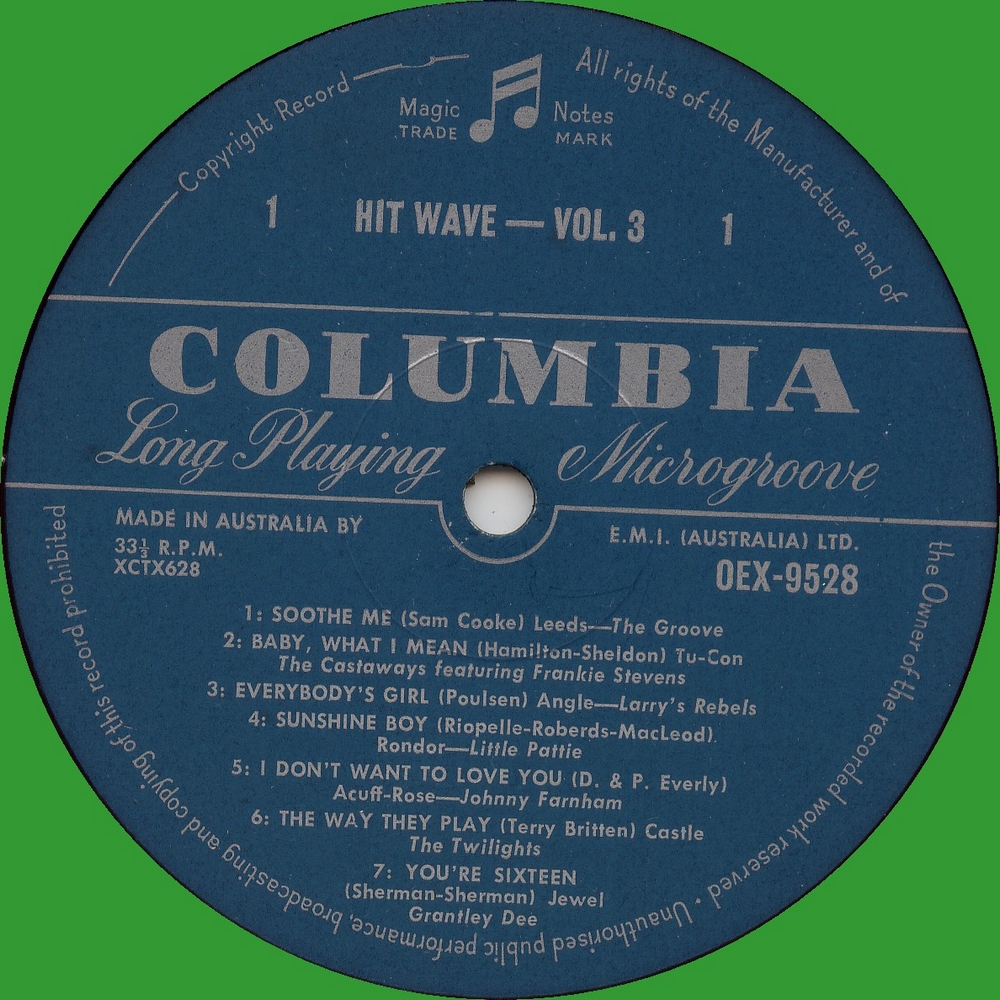 Copyright Record
All rights of the Manufacturer and of
Magic Notes
TRADE MARK
1 HIT WAVE — VOL. 3 1
COLUMBIA
Long Playing Microgroove
MADE IN AUSTRALIA BY E.M.I. (AUSTRALIA) LTD.
33⅓ R.P.M.
XCTX628 OEX-9528
1: SOOTHE ME (Sam Cooke) Leeds—The Groove
2: BABY, WHAT I MEAN (Hamilton-Sheldon) Tu-Con
The Castaways featuring Frankie Stevens
3: EVERYBODY'S GIRL (Poulsen) Angle—Larry's Rebels
4: SUNSHINE BOY (Riopelle-Roberds-MacLeod)
Rondor—Little Pattie
5: I DON'T WANT TO LOVE YOU (D. & P. Everly)
Acuff-Rose—Johnny Farnham
6: THE WAY THEY PLAY (Terry Britten) Castle
The Twilights
7: YOU'RE SIXTEEN
(Sherman-Sherman) Jewel
Grantley Dee
the Owner of the recorded work reserved · Unauthorised public performance, broadcasting and copying of this record prohibited